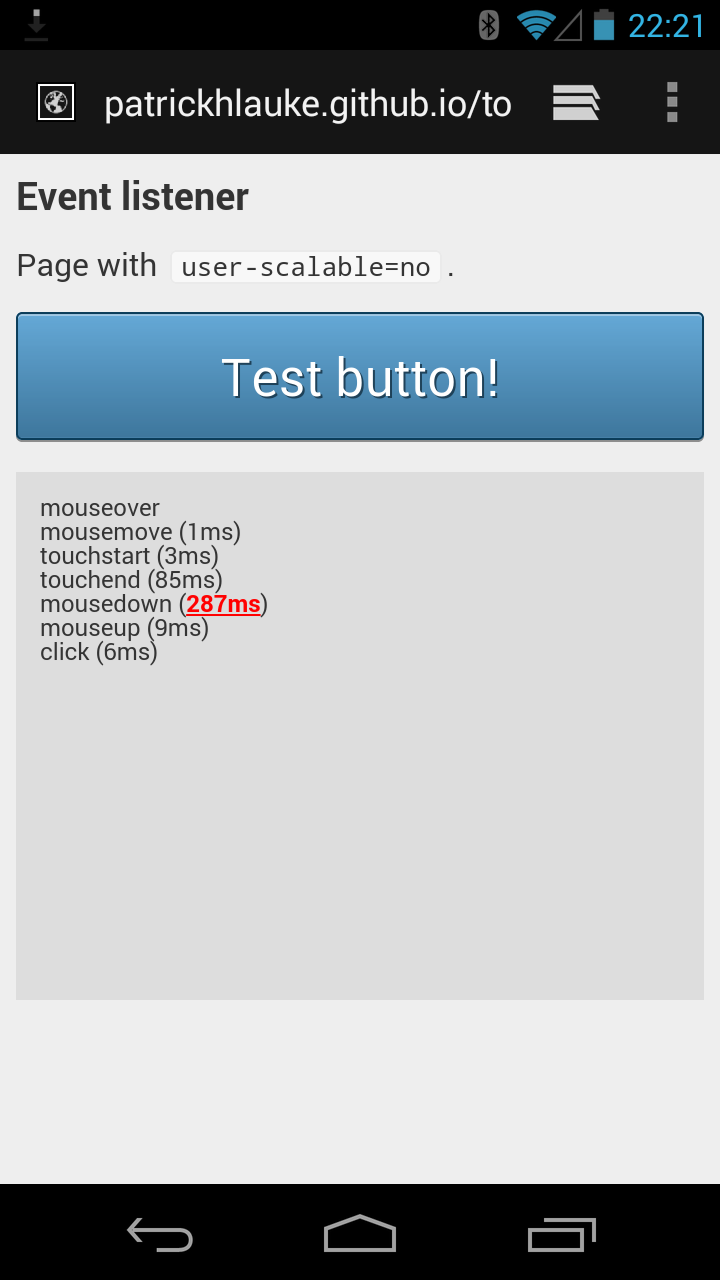 22:21
patrickhlauke.github.io/to
Event listener
Page with user-scalable=no .
Test button!
mouseover
mousemove (1ms)
touchstart (3ms)
touchend (85ms)
mousedown (287ms)
mouseup (9ms)
click (6ms)